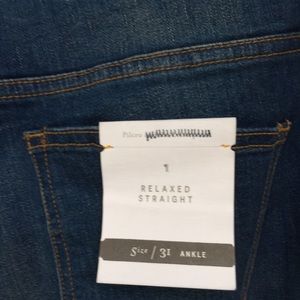 Pilcro
1
RELAXED
STRAIGHT
Size / 31 ANKLE